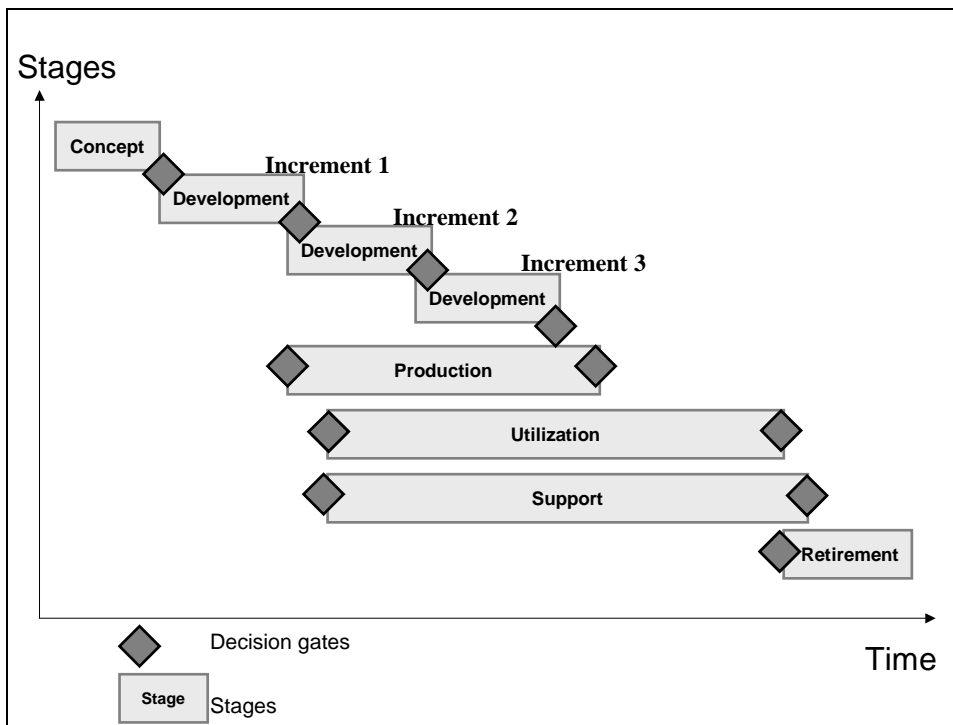 Stages
Concept
Increment 1
Development
Increment 2
Development
Increment 3
Development
Production
Utilization
Support
Retirement
Decision gates
Time
Stage
Stages